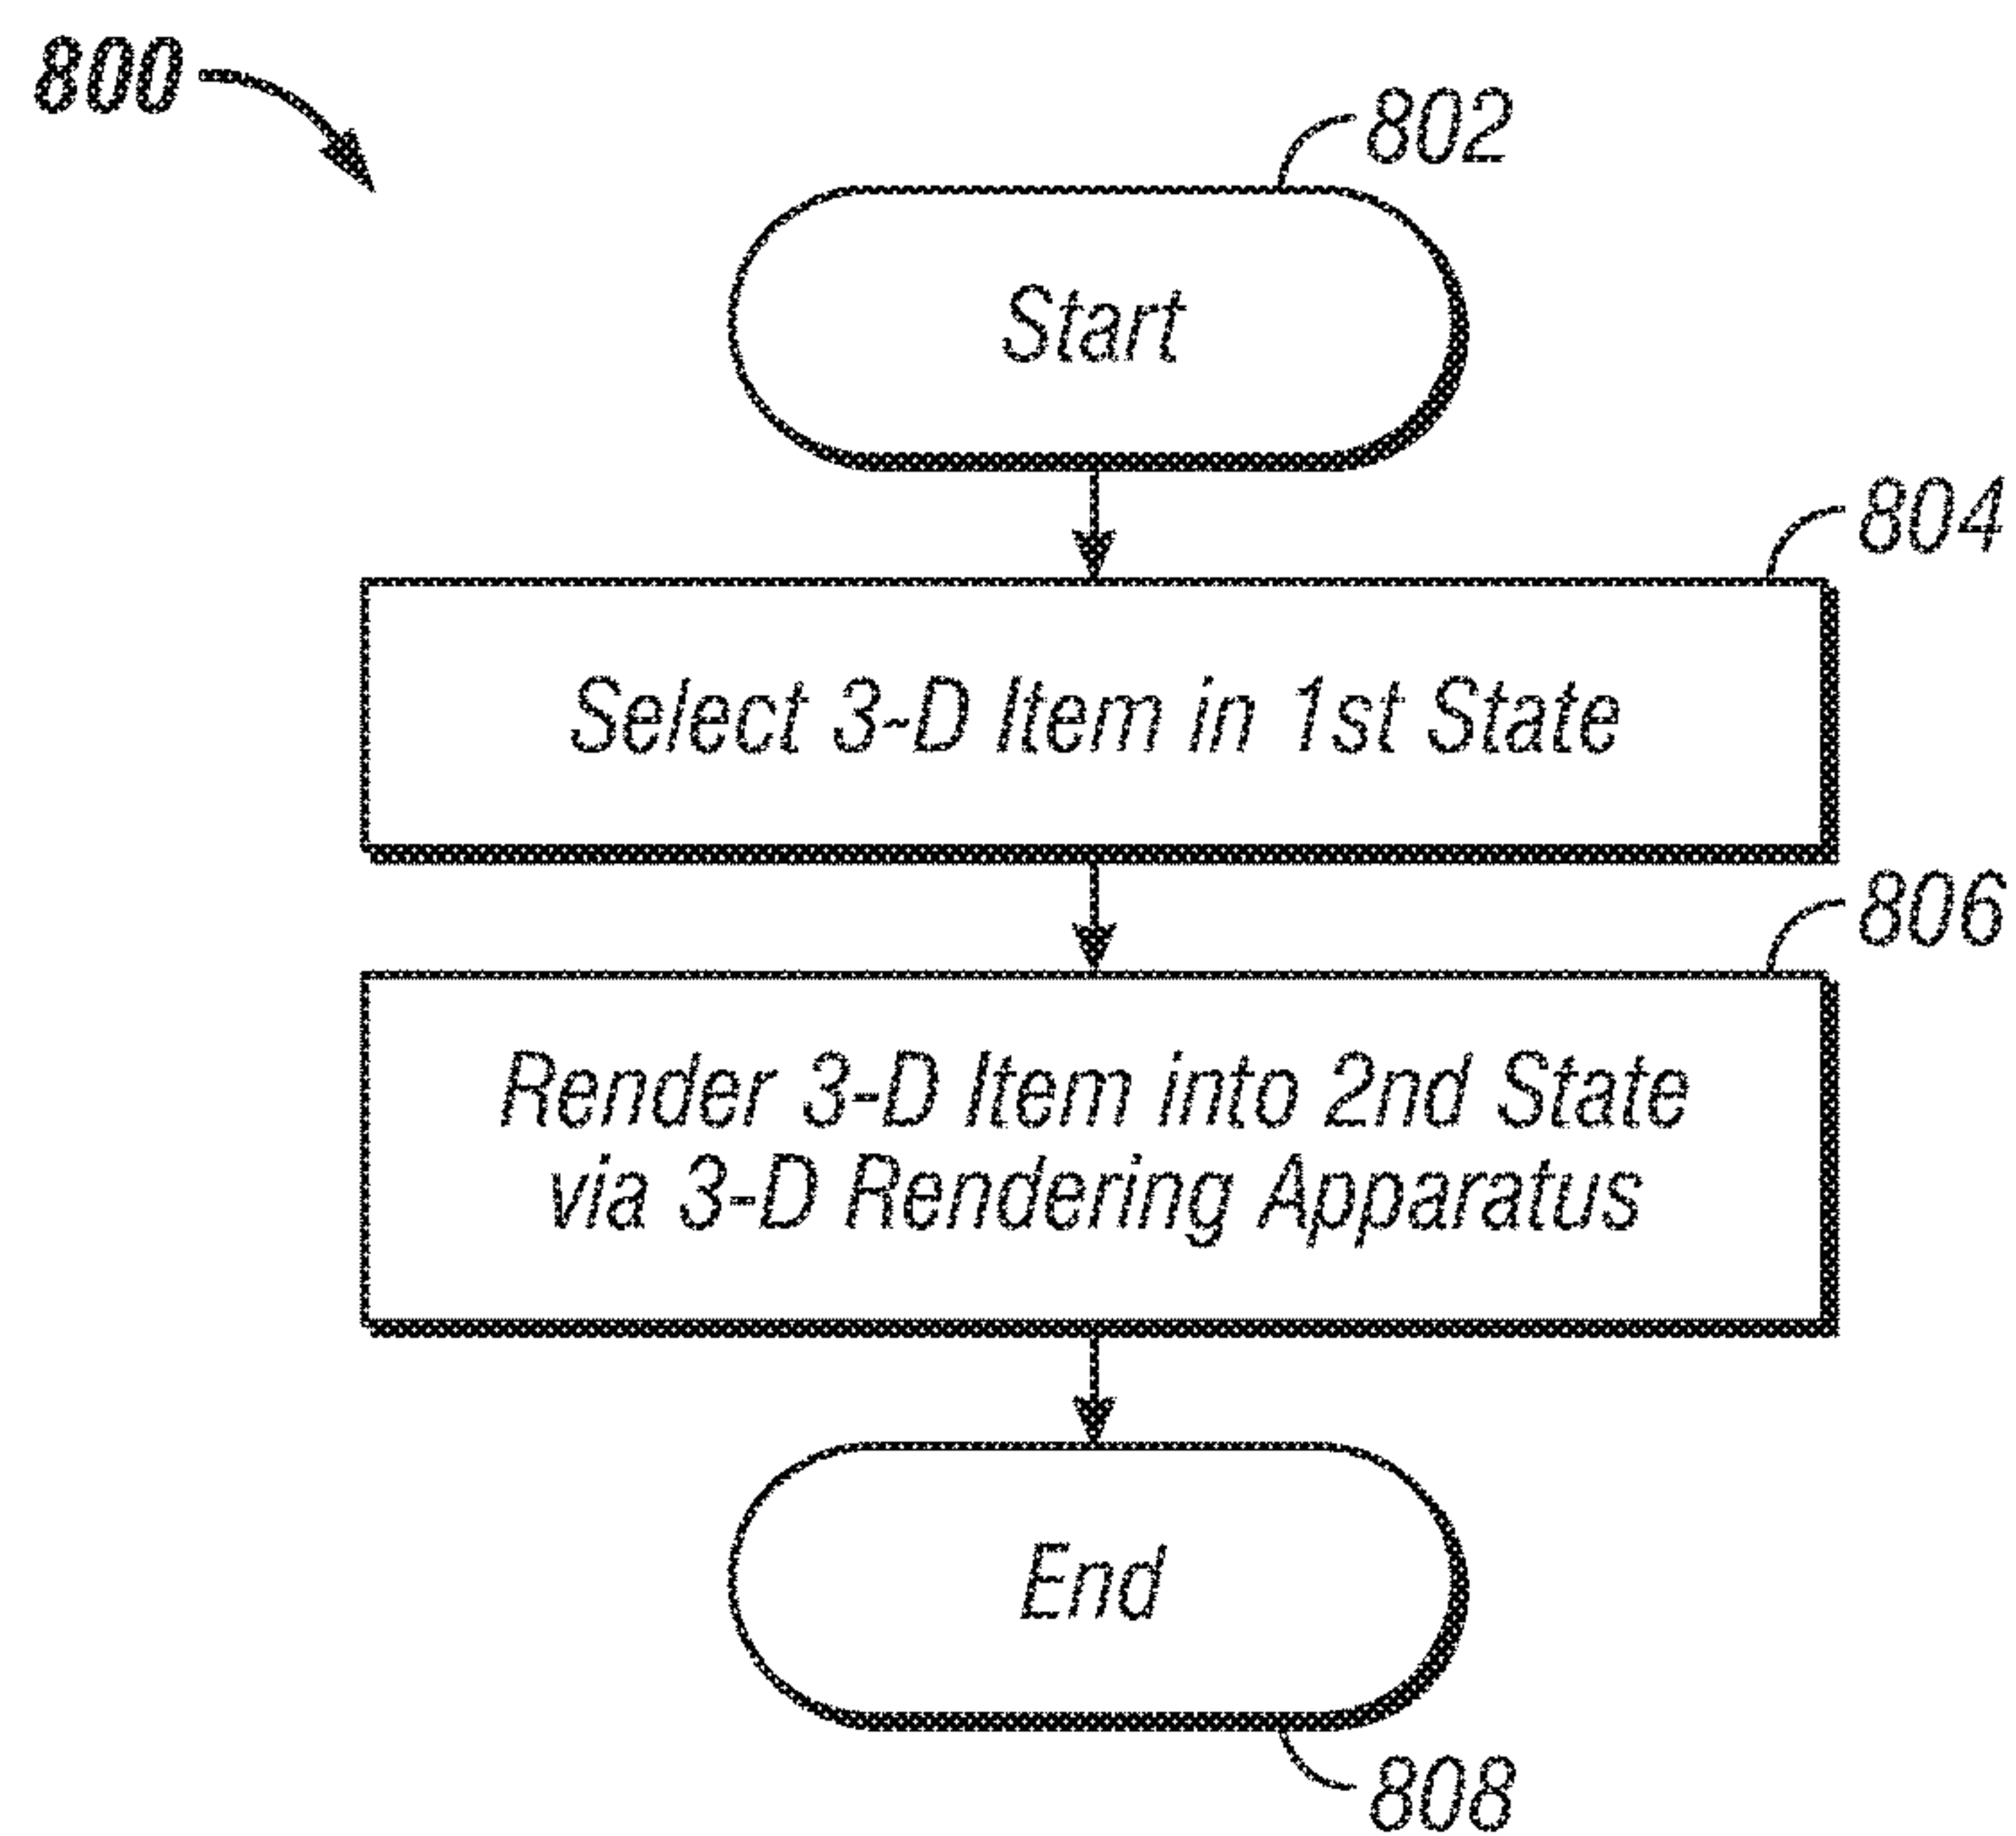 800
802
Start
804
Select 3-D Item in 1st State
806
Render 3-D Item into 2nd State
via 3-D Rendering Apparatus
End
808